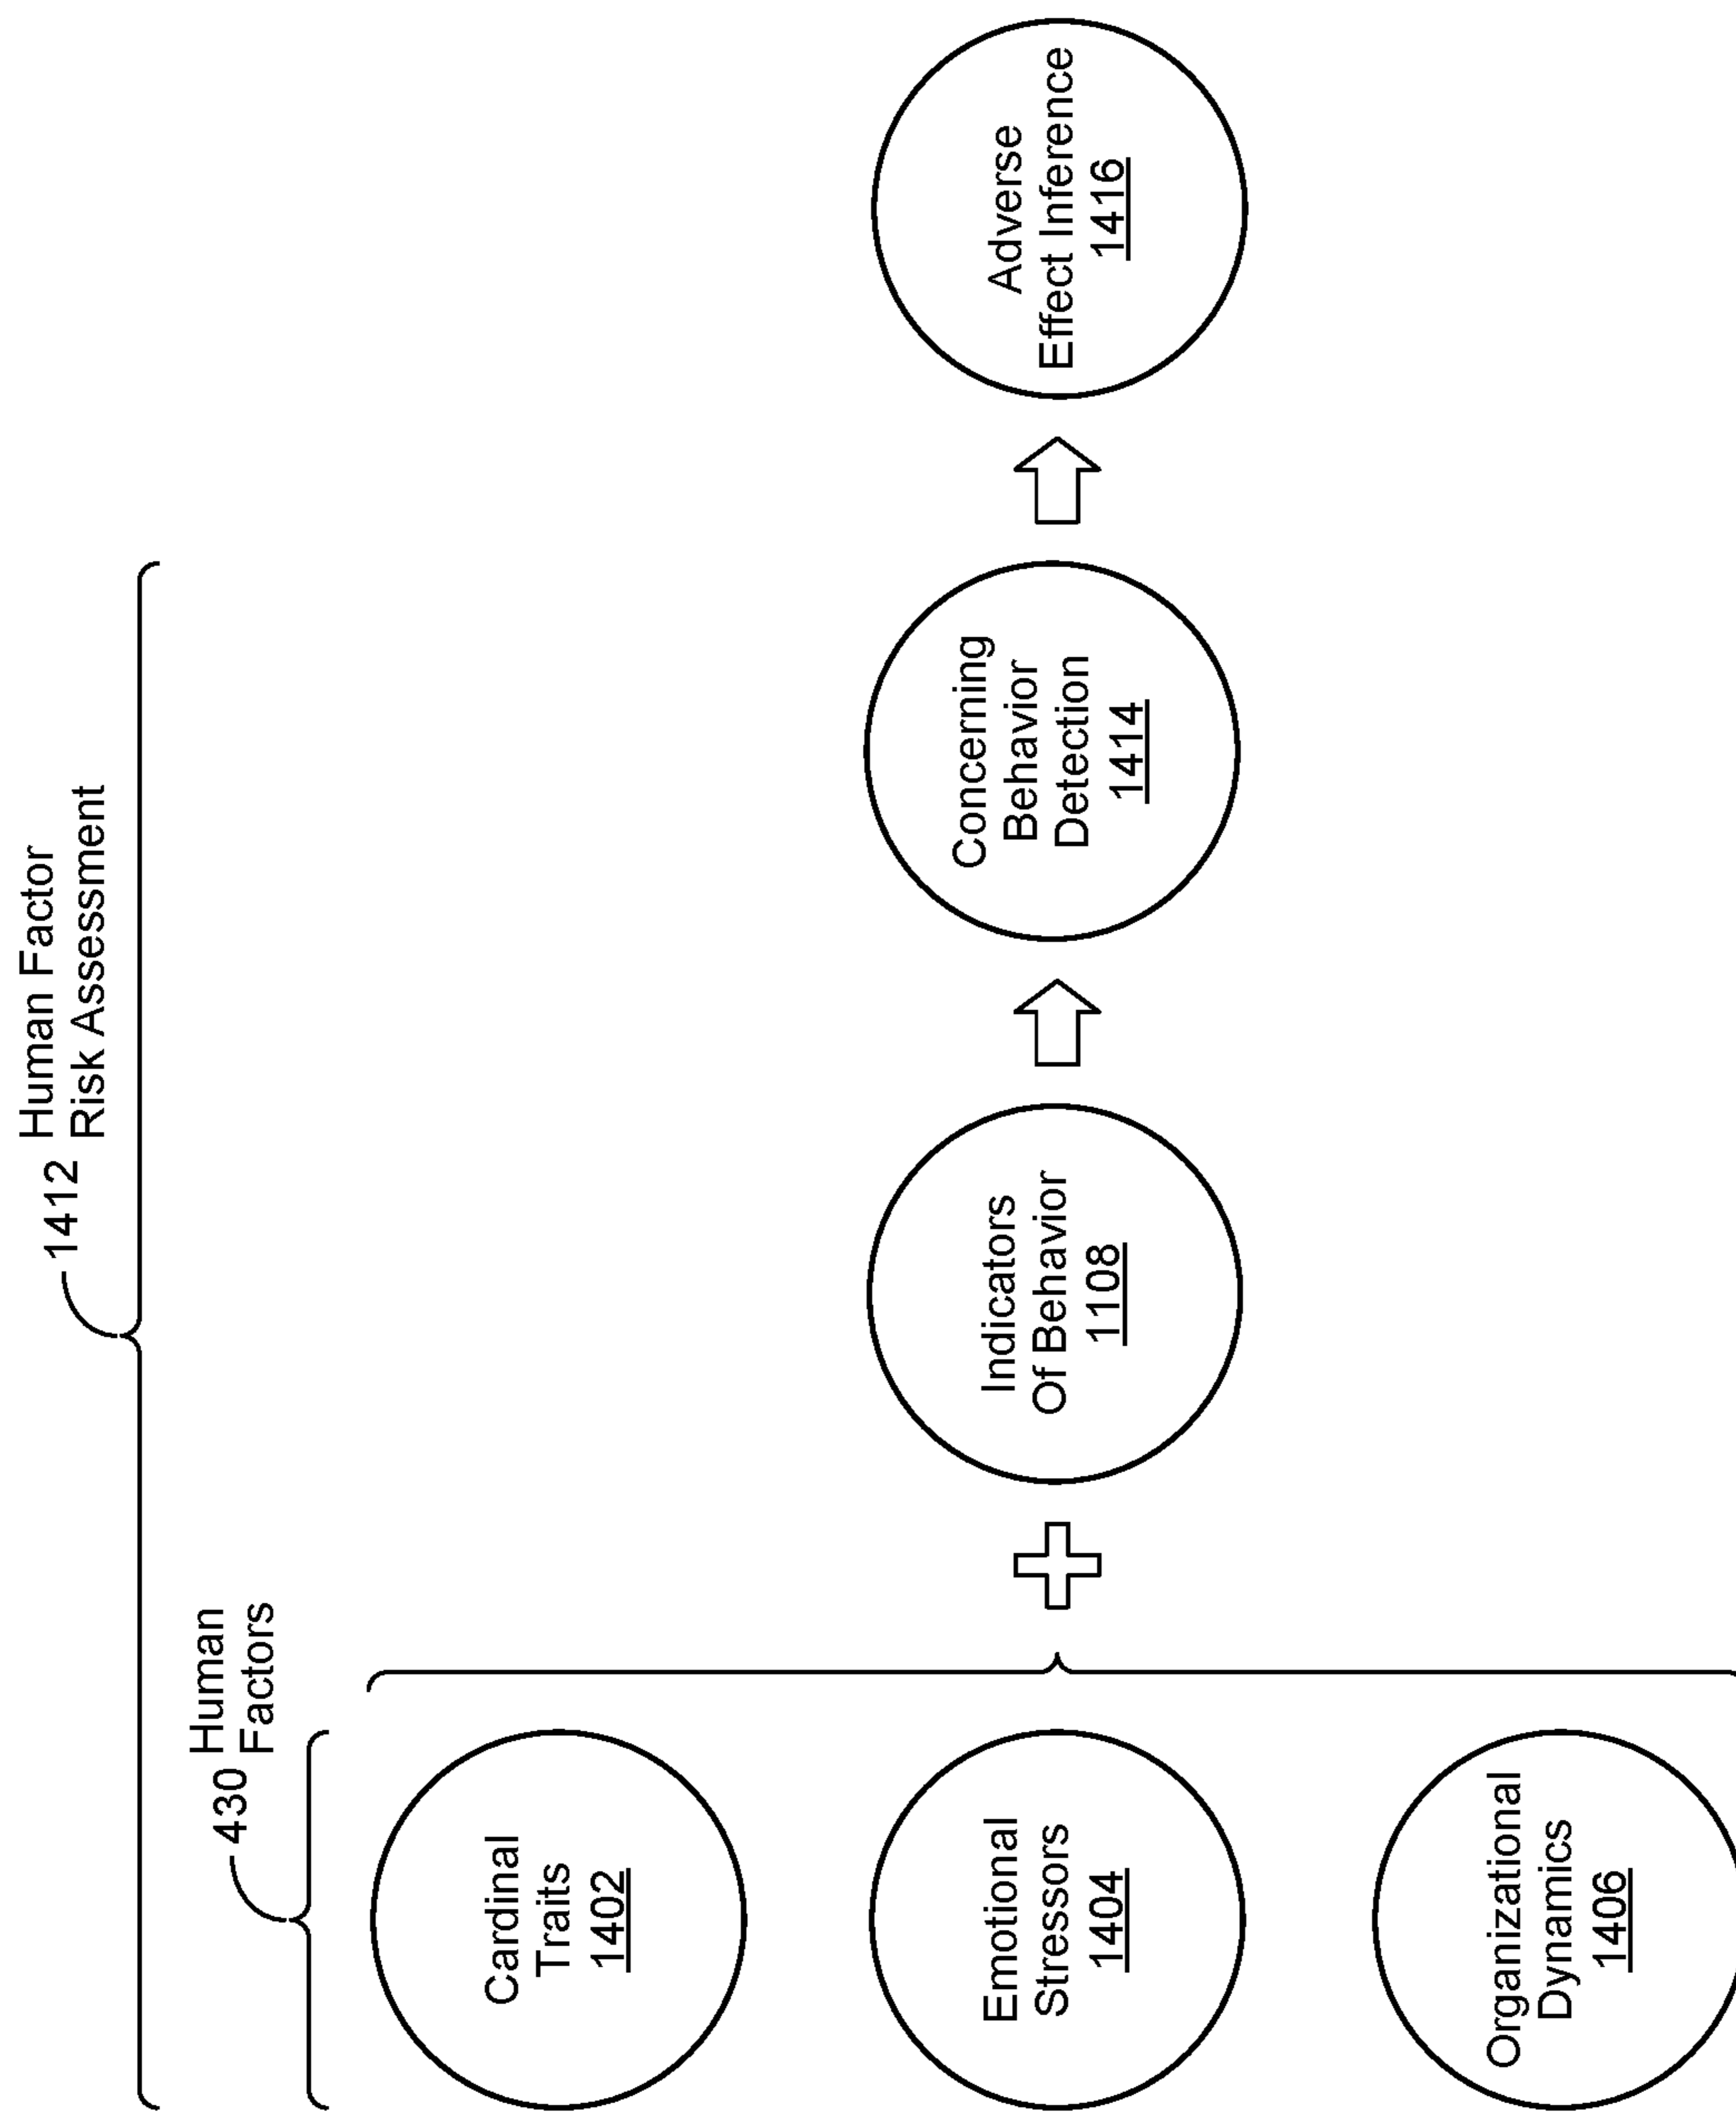 1412
Human Factor
Risk Assessment
430
Human
Factors
Cardinal
Traits
1402
Emotional
Stressors
1404
Organizational
Dynamics
1406
Indicators
Of Behavior
1108
Concerning
Behavior
Detection
1414
Adverse
Effect Inference
1416